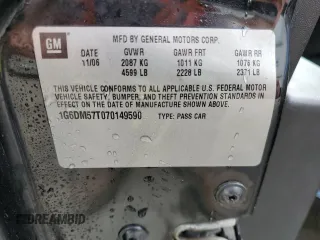 GM
MFD BY GENERAL MOTORS CORP.
DATE GVWR GAWR FRT GAWR RR
11/06 2087 KG 1011 KG 1076 KG
4599 LB 2228 LB 2371 LB
THIS VEHICLE CONFORMS TO ALL APPLICABLE U.S. FEDERAL MOTOR
VEHICLE SAFETY, BUMPER, AND THEFT PREVENTION STANDARDS
IN EFFECT ON THE DATE OF MANUFACTURE SHOWN ABOVE.
1G6DM57T070149590 TYPE: PASS CAR
© DREAMBID